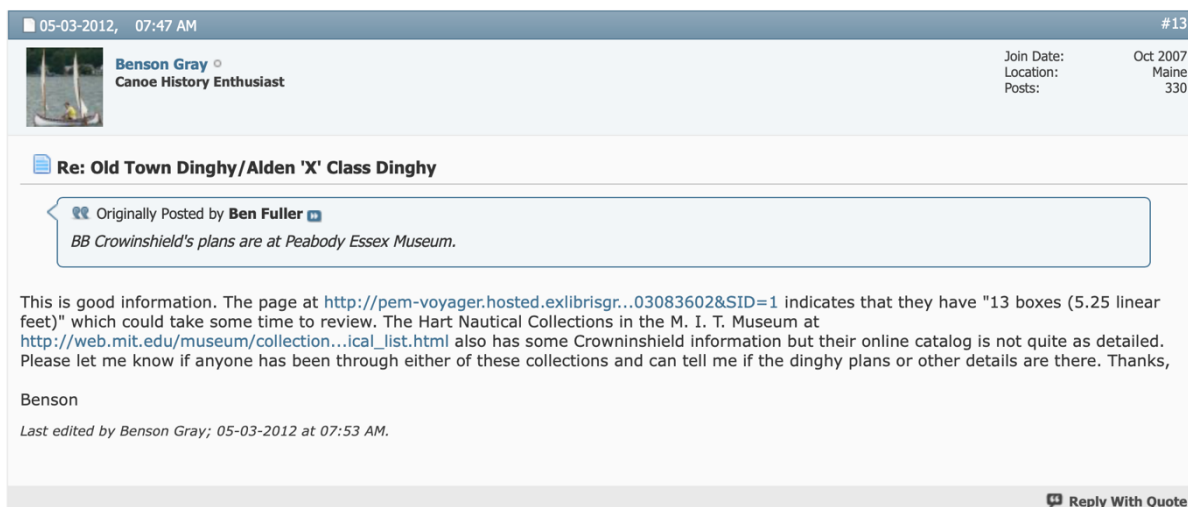 05-03-2012, 07:47 AM #13
Benson Gray
Canoe History Enthusiast
Join Date: Oct 2007
Location: Maine
Posts: 330
Re: Old Town Dinghy/Alden 'X' Class Dinghy
Originally Posted by Ben Fuller
BB Crowinshield's plans are at Peabody Essex Museum.
This is good information. The page at http://pem-voyager.hosted.exlibrisgr...03083602&SID=1 indicates that they have "13 boxes (5.25 linear
feet)" which could take some time to review. The Hart Nautical Collections in the M. I. T. Museum at
http://web.mit.edu/museum/collection...ical_list.html also has some Crowninshield information but their online catalog is not quite as detailed.
Please let me know if anyone has been through either of these collections and can tell me if the dinghy plans or other details are there. Thanks,
Benson
Last edited by Benson Gray; 05-03-2012 at 07:53 AM.
Reply With Quote